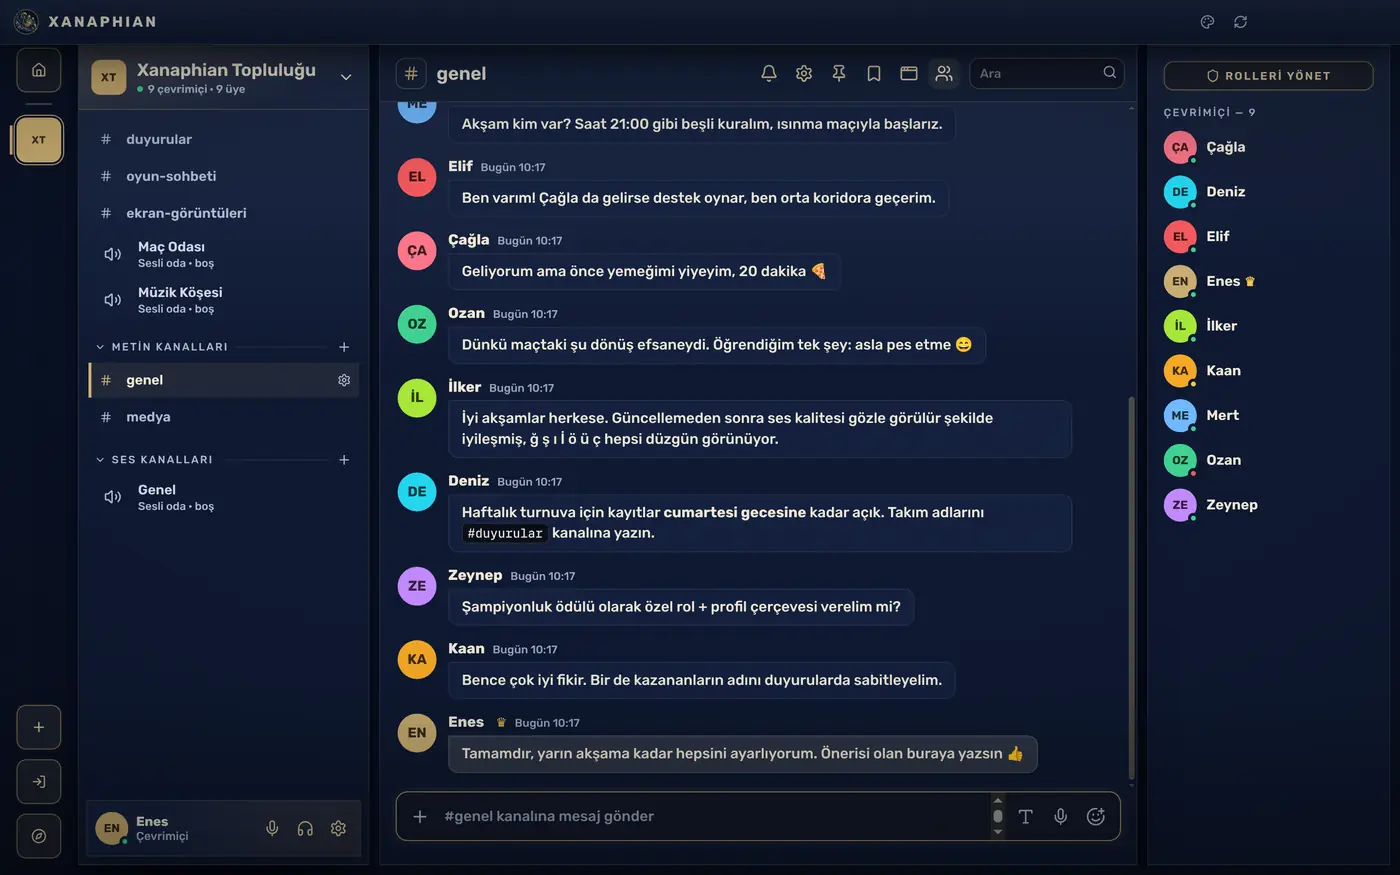 XANAPHIAN
XT
XT
Xanaphian Topluluğu
9 çevrimiçi • 9 üye
# duyurular
# oyun-sohbeti
# ekran-görüntüleri
Maç Odası
Sesli oda • boş
Müzik Köşesi
Sesli oda • boş
METİN KANALLARI
# genel
# medya
SES KANALLARI
Genel
Sesli oda • boş
EN
Enes
Çevrimiçi
# genel
Ara
ME
Akşam kim var? Saat 21:00 gibi beşli kuralım, ısınma maçıyla başlarız.
EL
Elif Bugün 10:17
Ben varım! Çağla da gelirse destek oynar, ben orta koridora geçerim.
ÇA
Çağla Bugün 10:17
Geliyorum ama önce yemeğimi yiyeyim, 20 dakika 🍕
OZ
Ozan Bugün 10:17
Dünkü maçtaki şu dönüş efsaneydi. Öğrendiğim tek şey: asla pes etme 😄
İL
İlker Bugün 10:17
İyi akşamlar herkese. Güncellemeden sonra ses kalitesi gözle görülür şekilde
iyileşmiş, ğ ş ı İ ö ü ç hepsi düzgün görünüyor.
DE
Deniz Bugün 10:17
Haftalık turnuva için kayıtlar cumartesi gecesine kadar açık. Takım adlarını
#duyurular kanalına yazın.
ZE
Zeynep Bugün 10:17
Şampiyonluk ödülü olarak özel rol + profil çerçevesi verelim mi?
KA
Kaan Bugün 10:17
Bence çok iyi fikir. Bir de kazananların adını duyurularda sabitleyelim.
EN
Enes Bugün 10:17
Tamamdır, yarın akşama kadar hepsini ayarlıyorum. Önerisi olan buraya yazsın 👍
#genel kanalına mesaj gönder
ROLLERİ YÖNET
ÇEVRİMİÇİ — 9
ÇA Çağla
DE Deniz
EL Elif
EN Enes
İL İlker
KA Kaan
ME Mert
OZ Ozan
ZE Zeynep